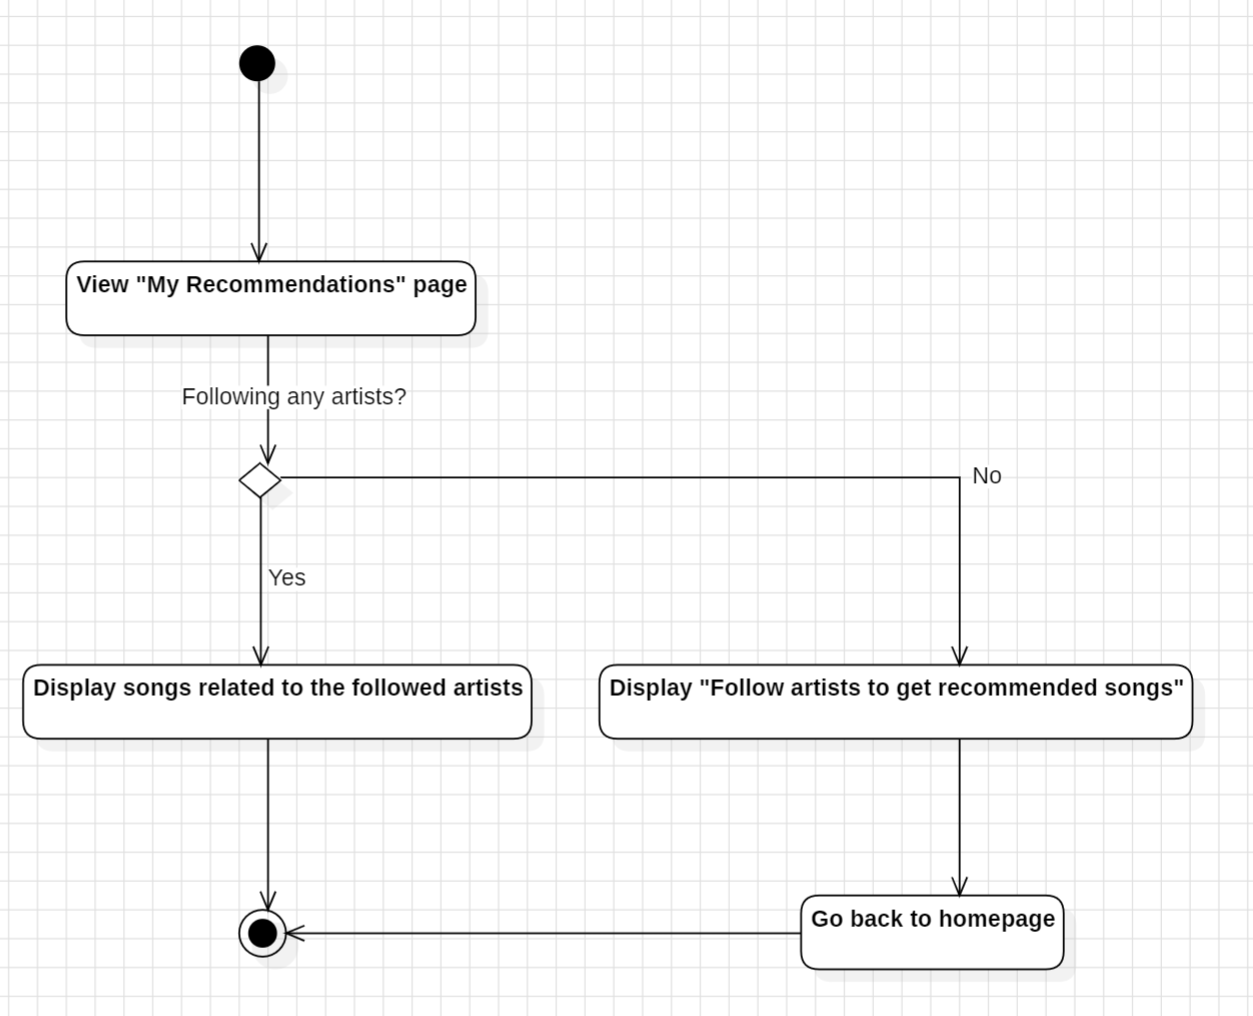 View "My Recommendations" page
Following any artists?
No
Yes
Display songs related to the followed artists
Display "Follow artists to get recommended songs"
Go back to homepage